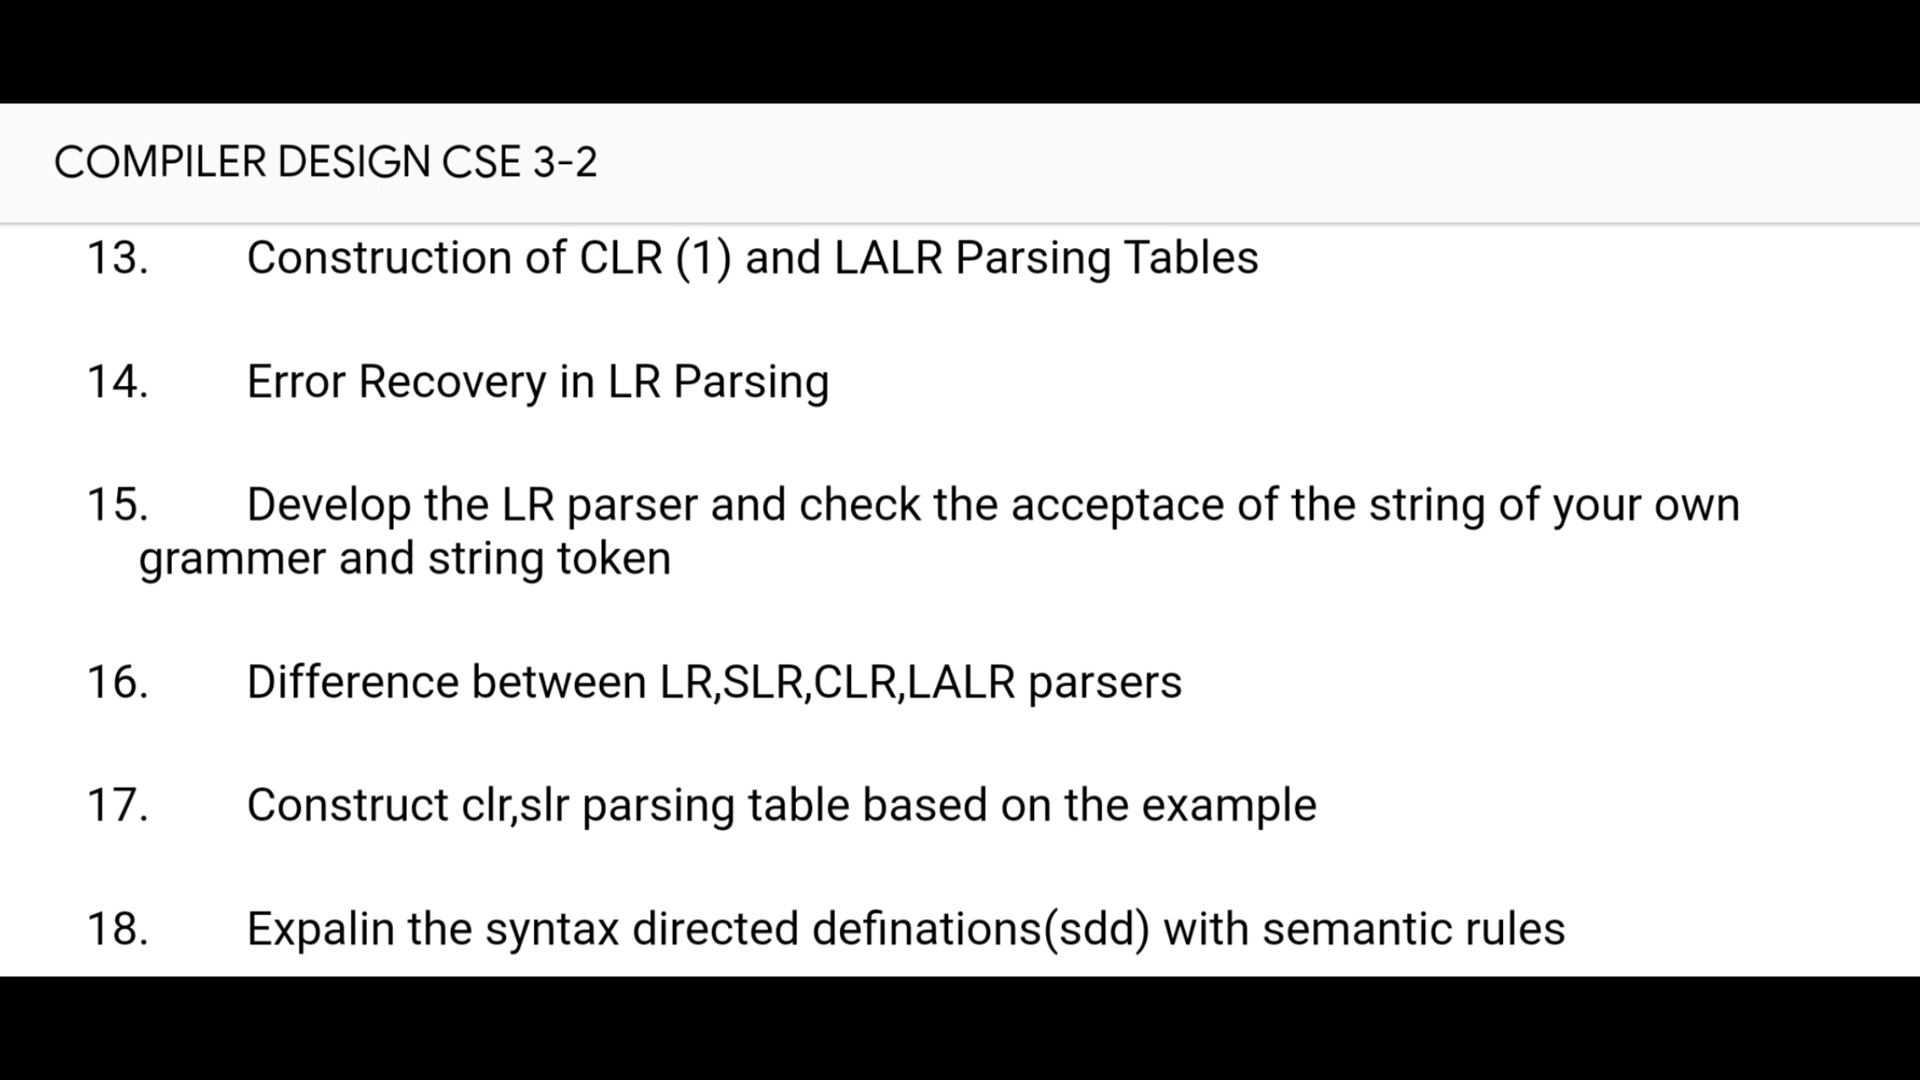 COMPILER DESIGN CSE 3-2
13. Construction of CLR (1) and LALR Parsing Tables
14. Error Recovery in LR Parsing
15. Develop the LR parser and check the acceptace of the string of your own
grammer and string token
16. Difference between LR,SLR,CLR,LALR parsers
17. Construct clr,slr parsing table based on the example
18. Expalin the syntax directed definations(sdd) with semantic rules